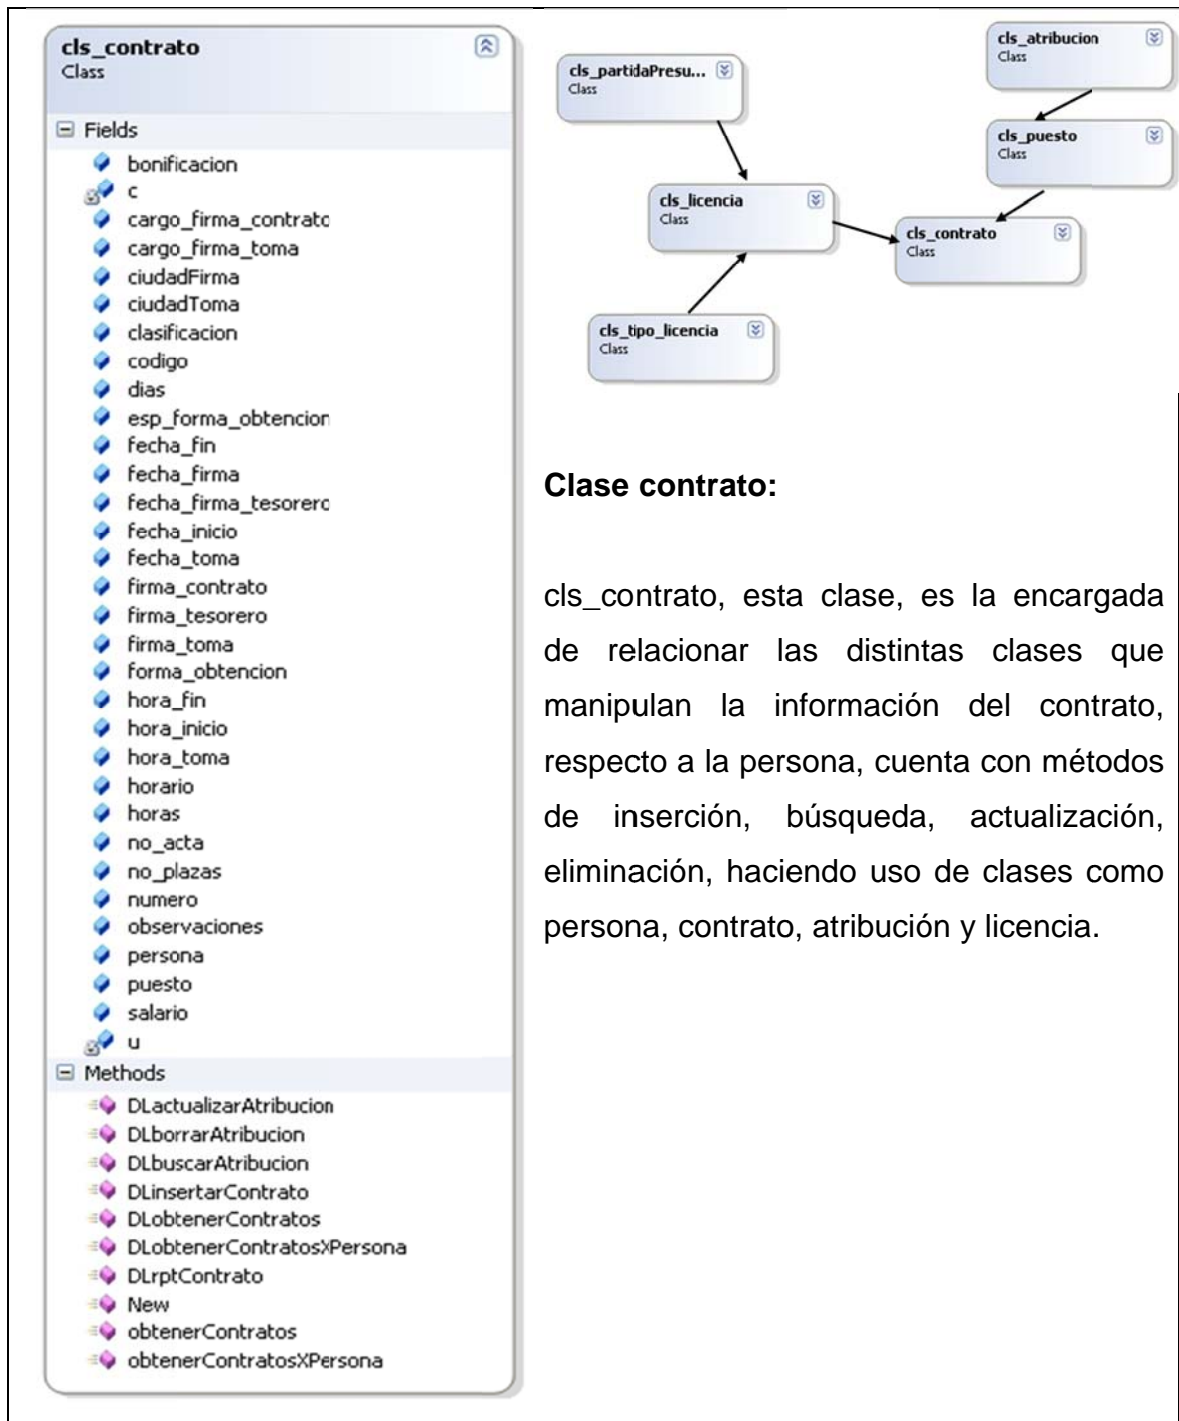 cls_contrato
Class
Fields
bonificacion
c
cargo_firma_contrato
cargo_firma_toma
ciudadFirma
ciudadToma
clasificacion
codigo
dias
esp_forma_obtencion
fecha_fin
fecha_firma
fecha_firma_tesorero
fecha_inicio
fecha_toma
firma_contrato
firma_tesorero
firma_toma
forma_obtencion
hora_fin
hora_inicio
hora_toma
horario
horas
no_acta
no_plazas
numero
observaciones
persona
puesto
salario
u
Methods
DLactualizarAtribucion
DLborrarAtribucion
DLbuscarAtribucion
DLinsertarContrato
DLobtenerContratos
DLobtenerContratosXPersona
DLrptContrato
New
obtenerContratos
obtenerContratosXPersona
cls_partidaPresu...
Class
cls_atribucion
Class
cls_puesto
Class
cls_licencia
Class
cls_contrato
Class
cls_tipo_licencia
Class
Clase contrato:
cls_contrato, esta clase, es la encargada
de relacionar las distintas clases que
manipulan la información del contrato,
respecto a la persona, cuenta con métodos
de inserción, búsqueda, actualización,
eliminación, haciendo uso de clases como
persona, contrato, atribución y licencia.